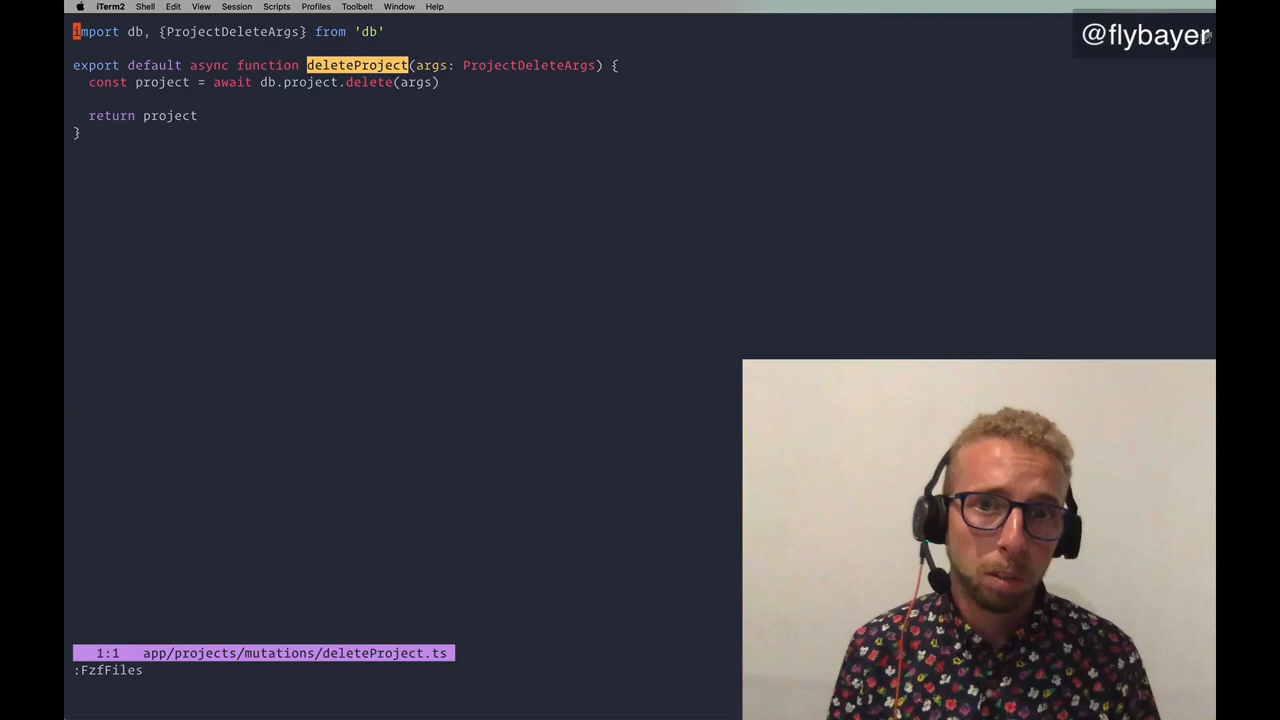 iTerm2 Shell Edit View Session Scripts Profiles Toolbelt Window Help
@flybayer
import db, {ProjectDeleteArgs} from 'db'
export default async function deleteProject(args: ProjectDeleteArgs) {
const project = await db.project.delete(args)
return project
}
1:1 app/projects/mutations/deleteProject.ts
:FzfFiles